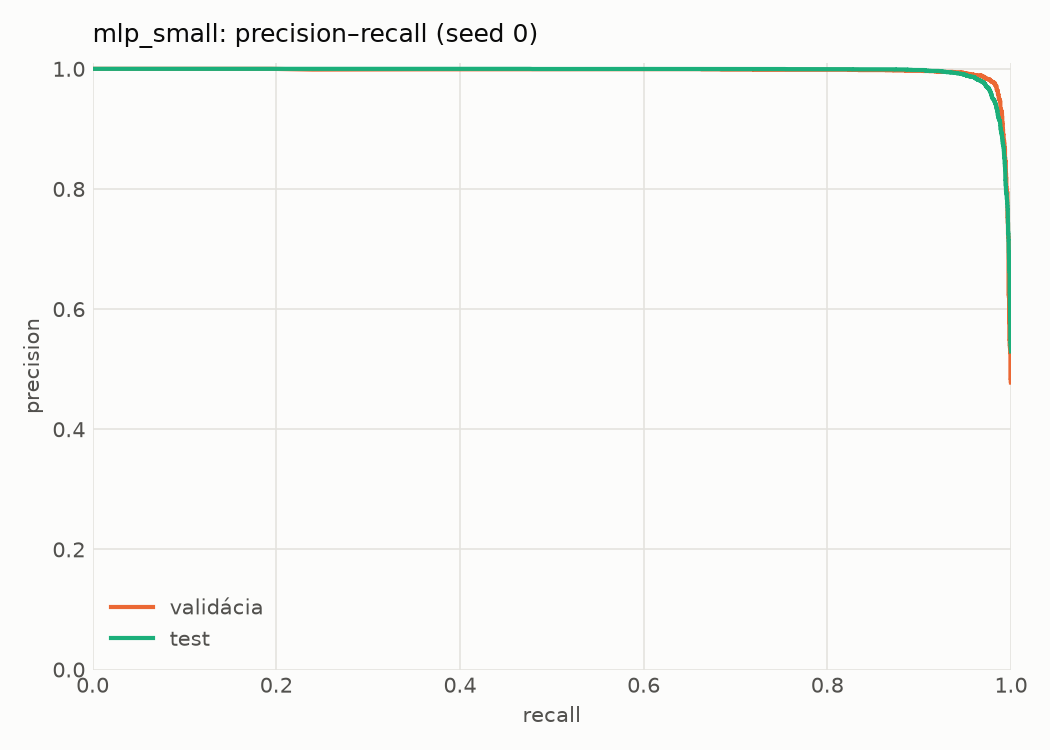 mlp_small: precision–recall (seed 0)
1.0
0.8
0.6
0.4
0.2
0.0
precision
validácia
test
0.0 0.2 0.4 0.6 0.8 1.0
recall